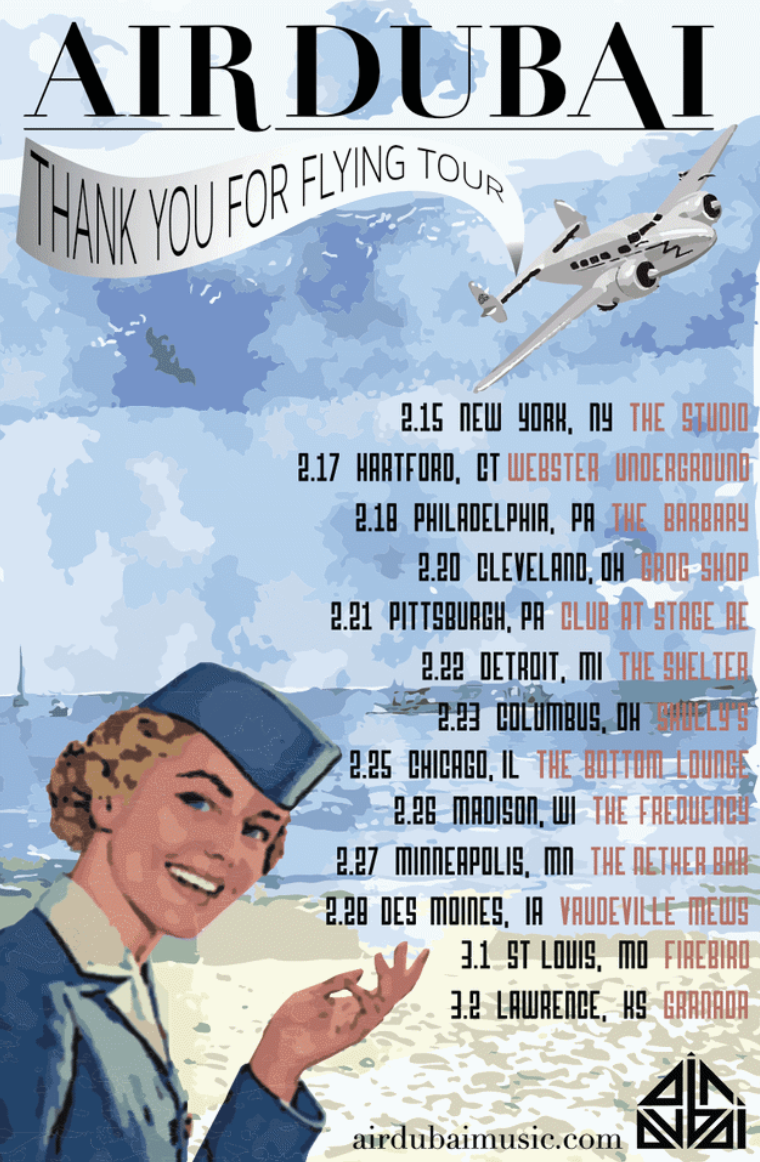 AIR DUBAI
THANK YOU FOR FLYING TOUR
2.15 NEW YORK, NY THE STUDIO
2.17 HARTFORD, CT WEBSTER UNDERGROUND
2.18 PHILADELPHIA, PA THE BARBARY
2.20 CLEVELAND, OH GROG SHOP
2.21 PITTSBURGH, PA CLUB AT STAGE AE
2.22 DETROIT, MI THE SHELTER
2.23 COLUMBUS, OH SKULLY'S
2.25 CHICAGO, IL THE BOTTOM LOUNGE
2.26 MADISON, WI THE FREQUENCY
2.27 MINNEAPOLIS, MN THE NETHER BAR
2.28 DES MOINES, IA VAUDEVILLE MEWS
3.1 ST LOUIS, MO FIREBIRD
3.2 LAWRENCE, KS GRANADA
airdubaimusic.com
air
dubai